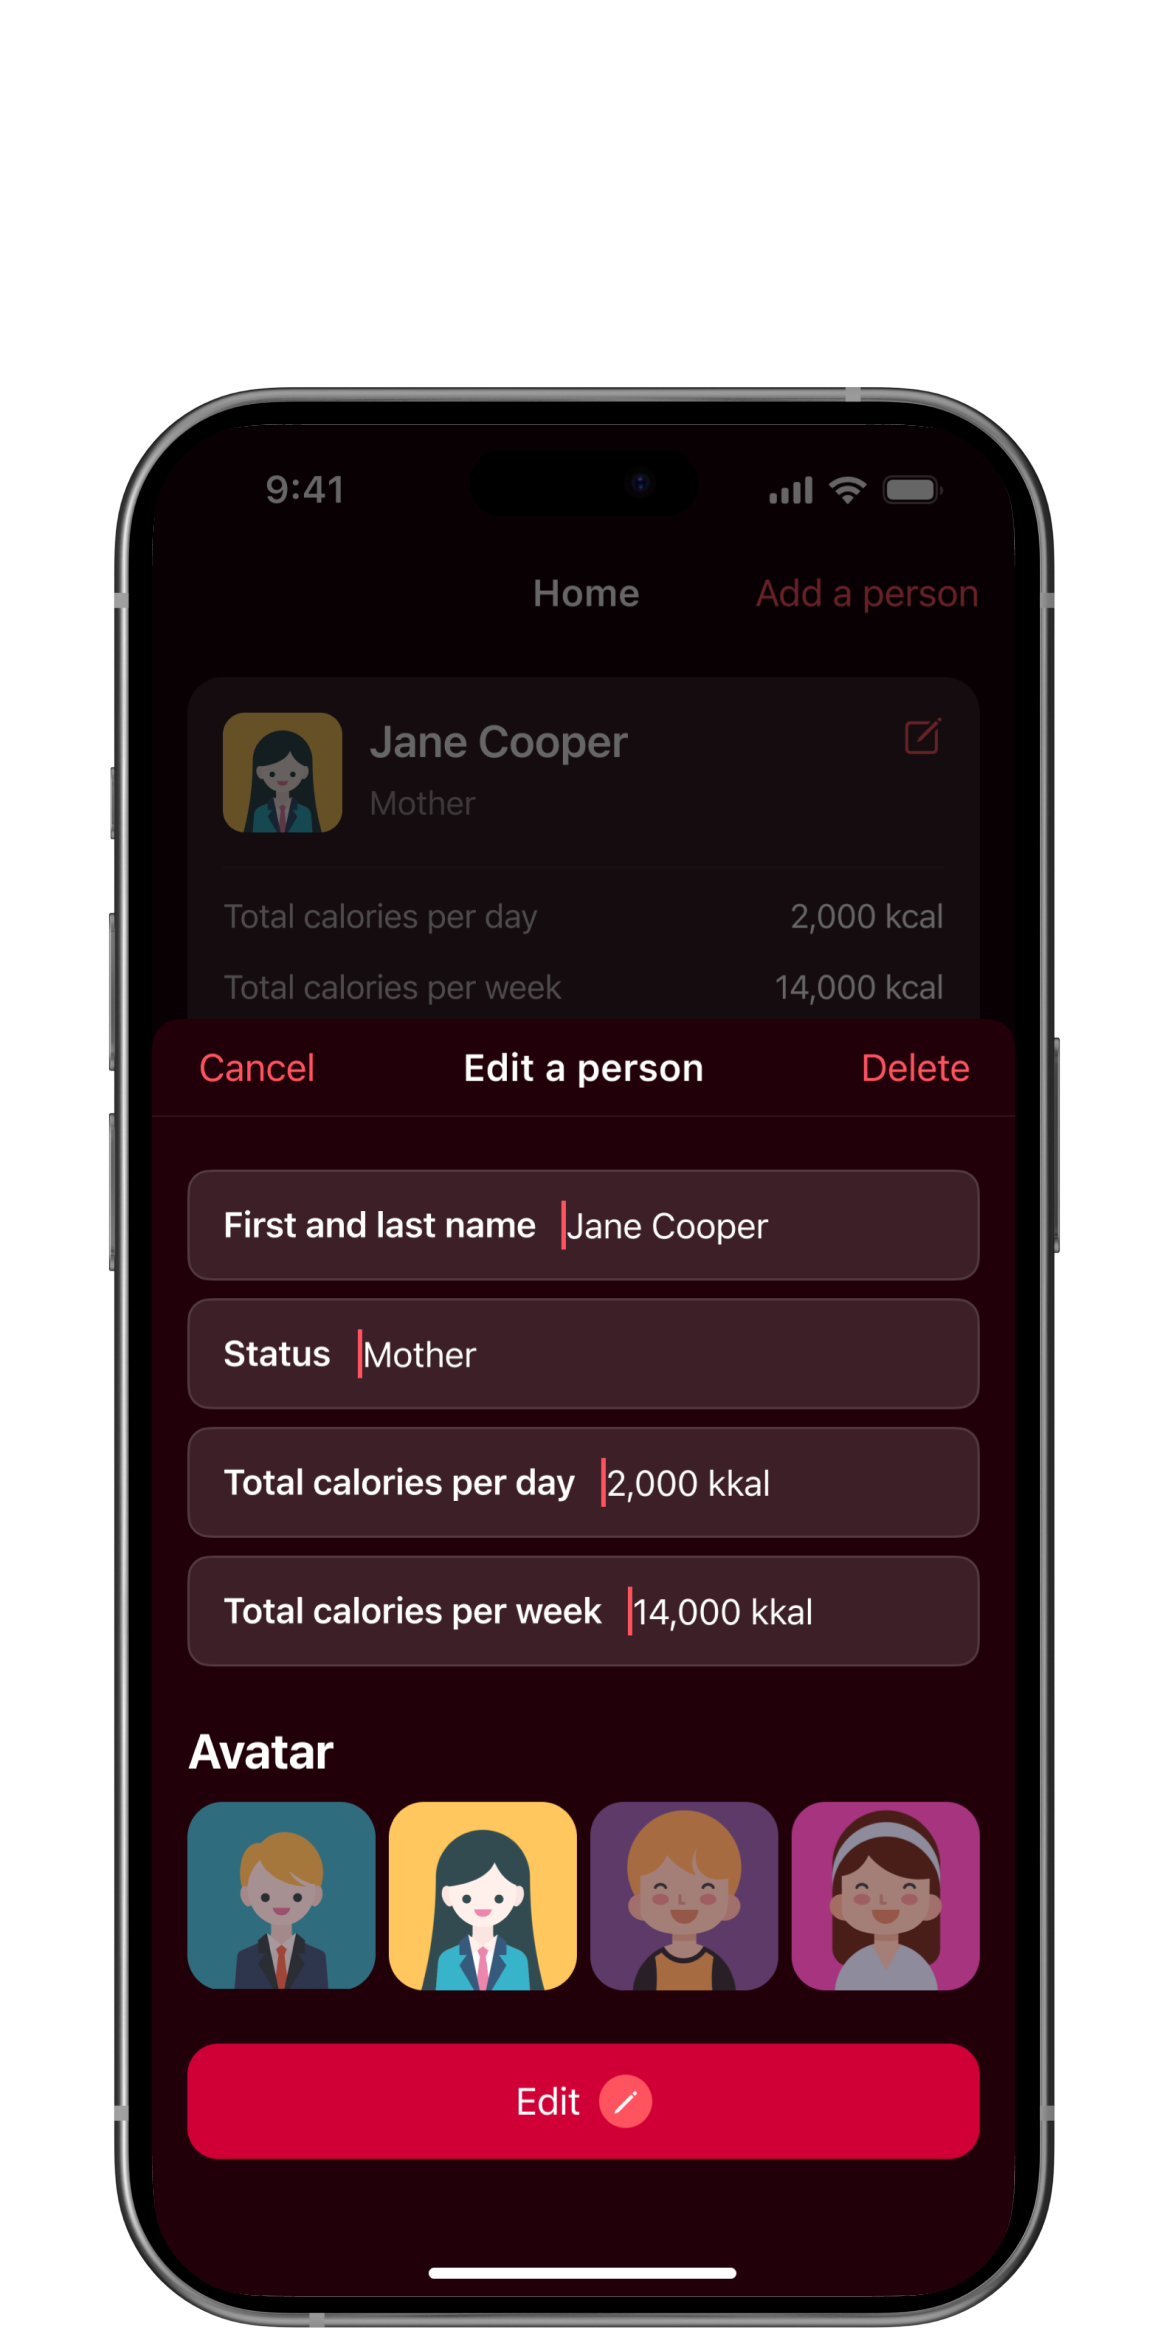 9:41
Home
Add a person
Jane Cooper
Mother
Total calories per day 2,000 kcal
Total calories per week 14,000 kcal
Cancel Edit a person Delete
First and last name Jane Cooper
Status Mother
Total calories per day 2,000 kkal
Total calories per week 14,000 kkal
Avatar
Edit